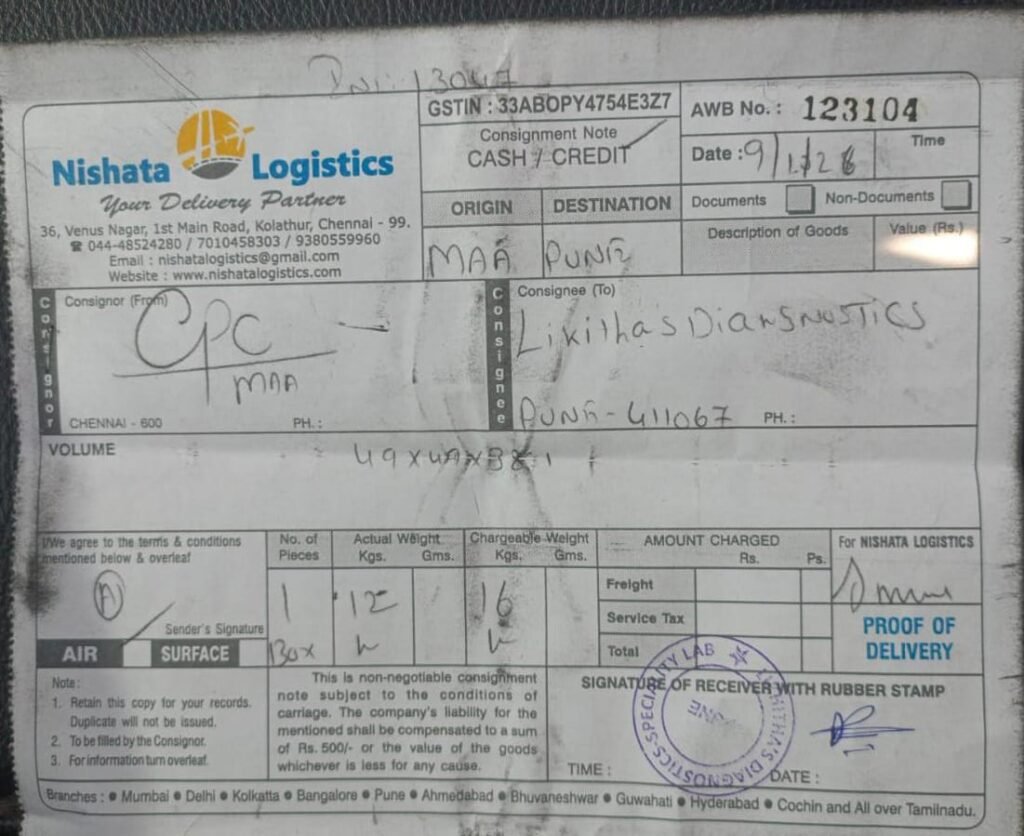 GSTIN : 33ABOPY4754E3Z7
AWB No. : 123104
Nishata Logistics
Your Delivery Partner
36, Venus Nagar, 1st Main Road, Kolathur, Chennai - 99.
☎ 044-48524280 / 7010458303 / 9380559960
Email : nishatalogistics@gmail.com
Website : www.nishatalogistics.com
Consignment Note
CASH / CREDIT
Date : 9/1/26
Time
ORIGIN DESTINATION
Documents Non-Documents
MAA PUNE
Description of Goods Value (Rs.)
Consignor
Consignor (From)
CPC
MAA
CHENNAI - 600 PH. :
Consignee
Consignee (To)
Likithas Diansnostics
PUNE - 411067 PH. :
VOLUME
I/We agree to the terms & conditions
mentioned below & overleaf
Sender's Signature
AIR SURFACE
No. of Pieces
1
Box
Actual Weight
Kgs. Gms.
12
Chargeable Weight
Kgs. Gms.
16
AMOUNT CHARGED
Rs. Ps.
Freight
Service Tax
Total
For NISHATA LOGISTICS
PROOF OF
DELIVERY
Note :
1. Retain this copy for your records.
Duplicate will not be issued.
2. To be filled by the Consignor.
3. For information turn overleaf.
This is non-negotiable consignment
note subject to the conditions of
carriage. The company's liability for the
mentioned shall be compensated to a sum
of Rs. 500/- or the value of the goods
whichever is less for any cause.
SIGNATURE OF RECEIVER WITH RUBBER STAMP
LIKITHA'S DIAGNOSTICS-SPECIALITY LAB
PUNE
TIME : DATE :
Branches : ● Mumbai ● Delhi ● Kolkatta ● Bangalore ● Pune ● Ahmedabad ● Bhuvaneshwar ● Guwahati ● Hyderabad ● Cochin and All over Tamilnadu.